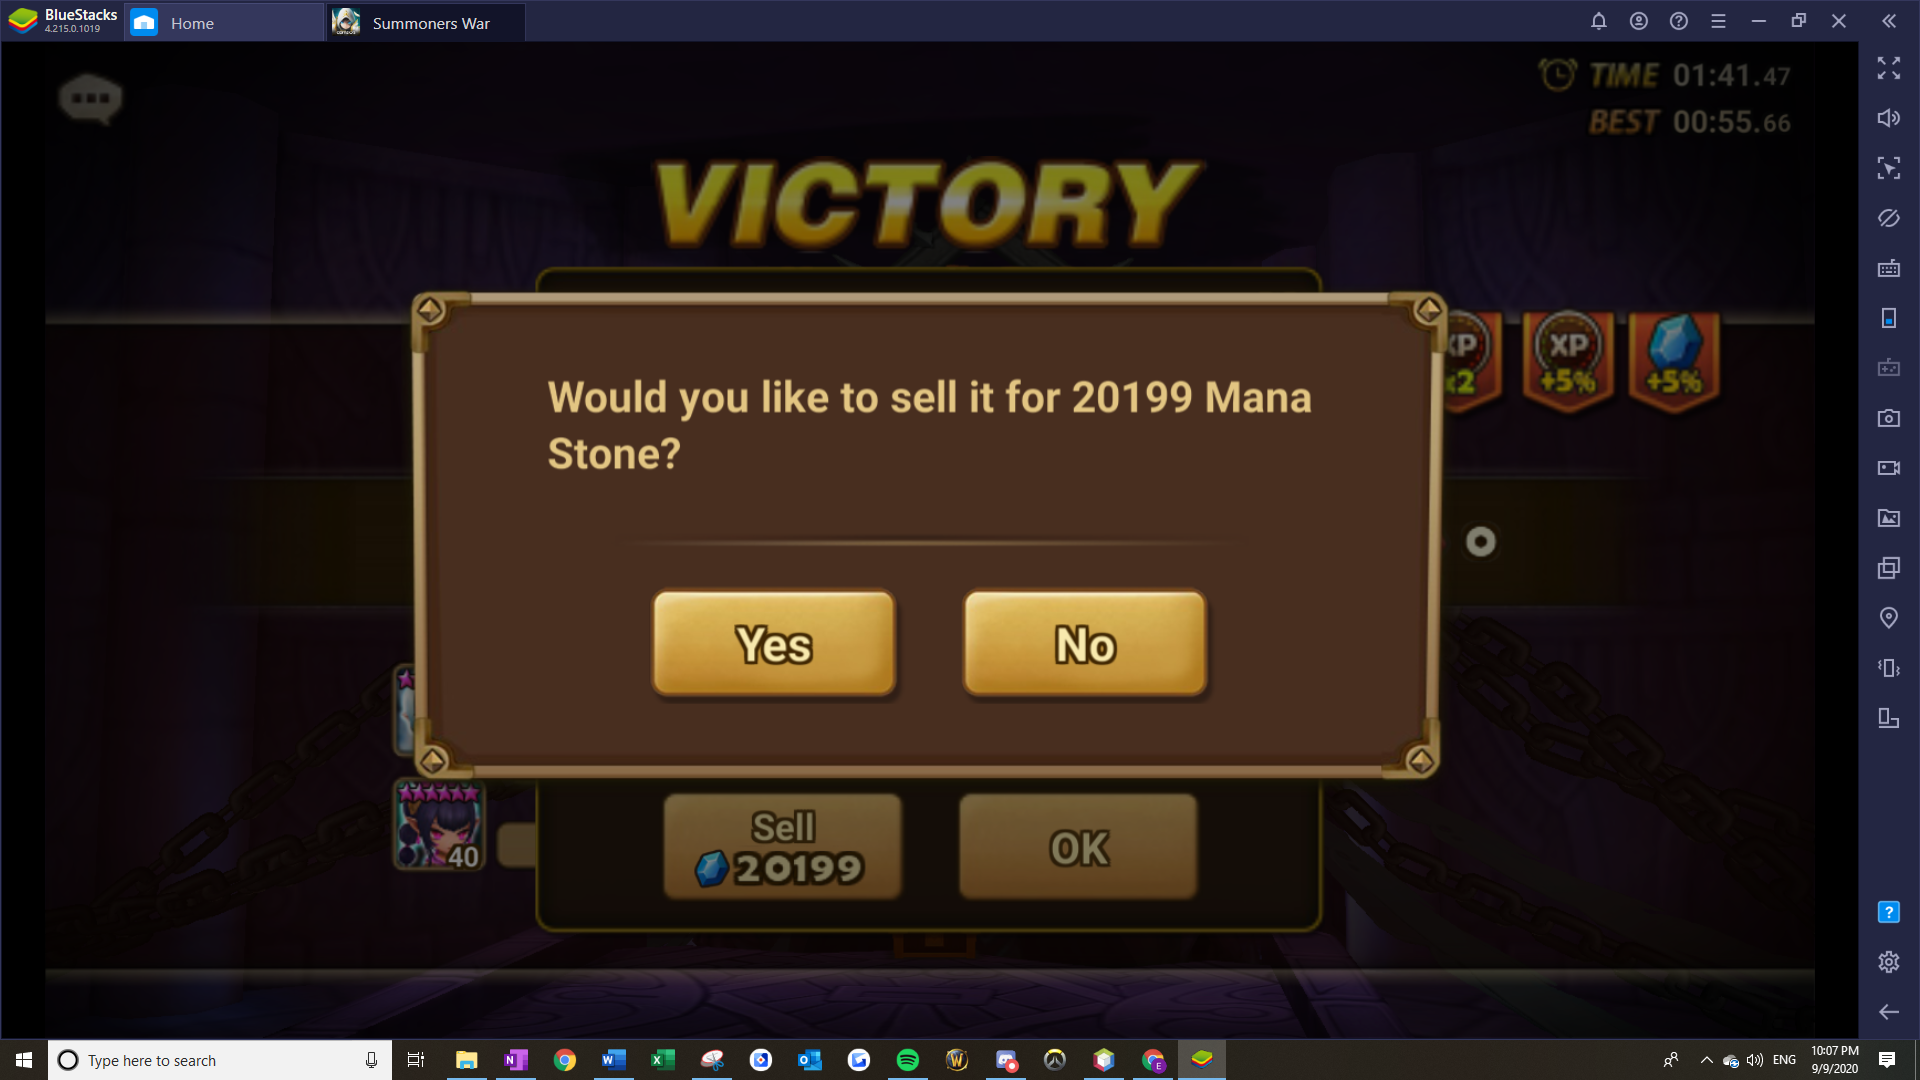 BlueStacks
4.215.0.1019
Home
Summoners War
TIME 01:41.47
BEST 00:55.66
VICTORY
XP
x2
XP
+5%
+5%
Would you like to sell it for 20199 Mana
Stone?
Yes
No
40
Sell
20199
OK
Type here to search
ENG
10:07 PM
9/9/2020